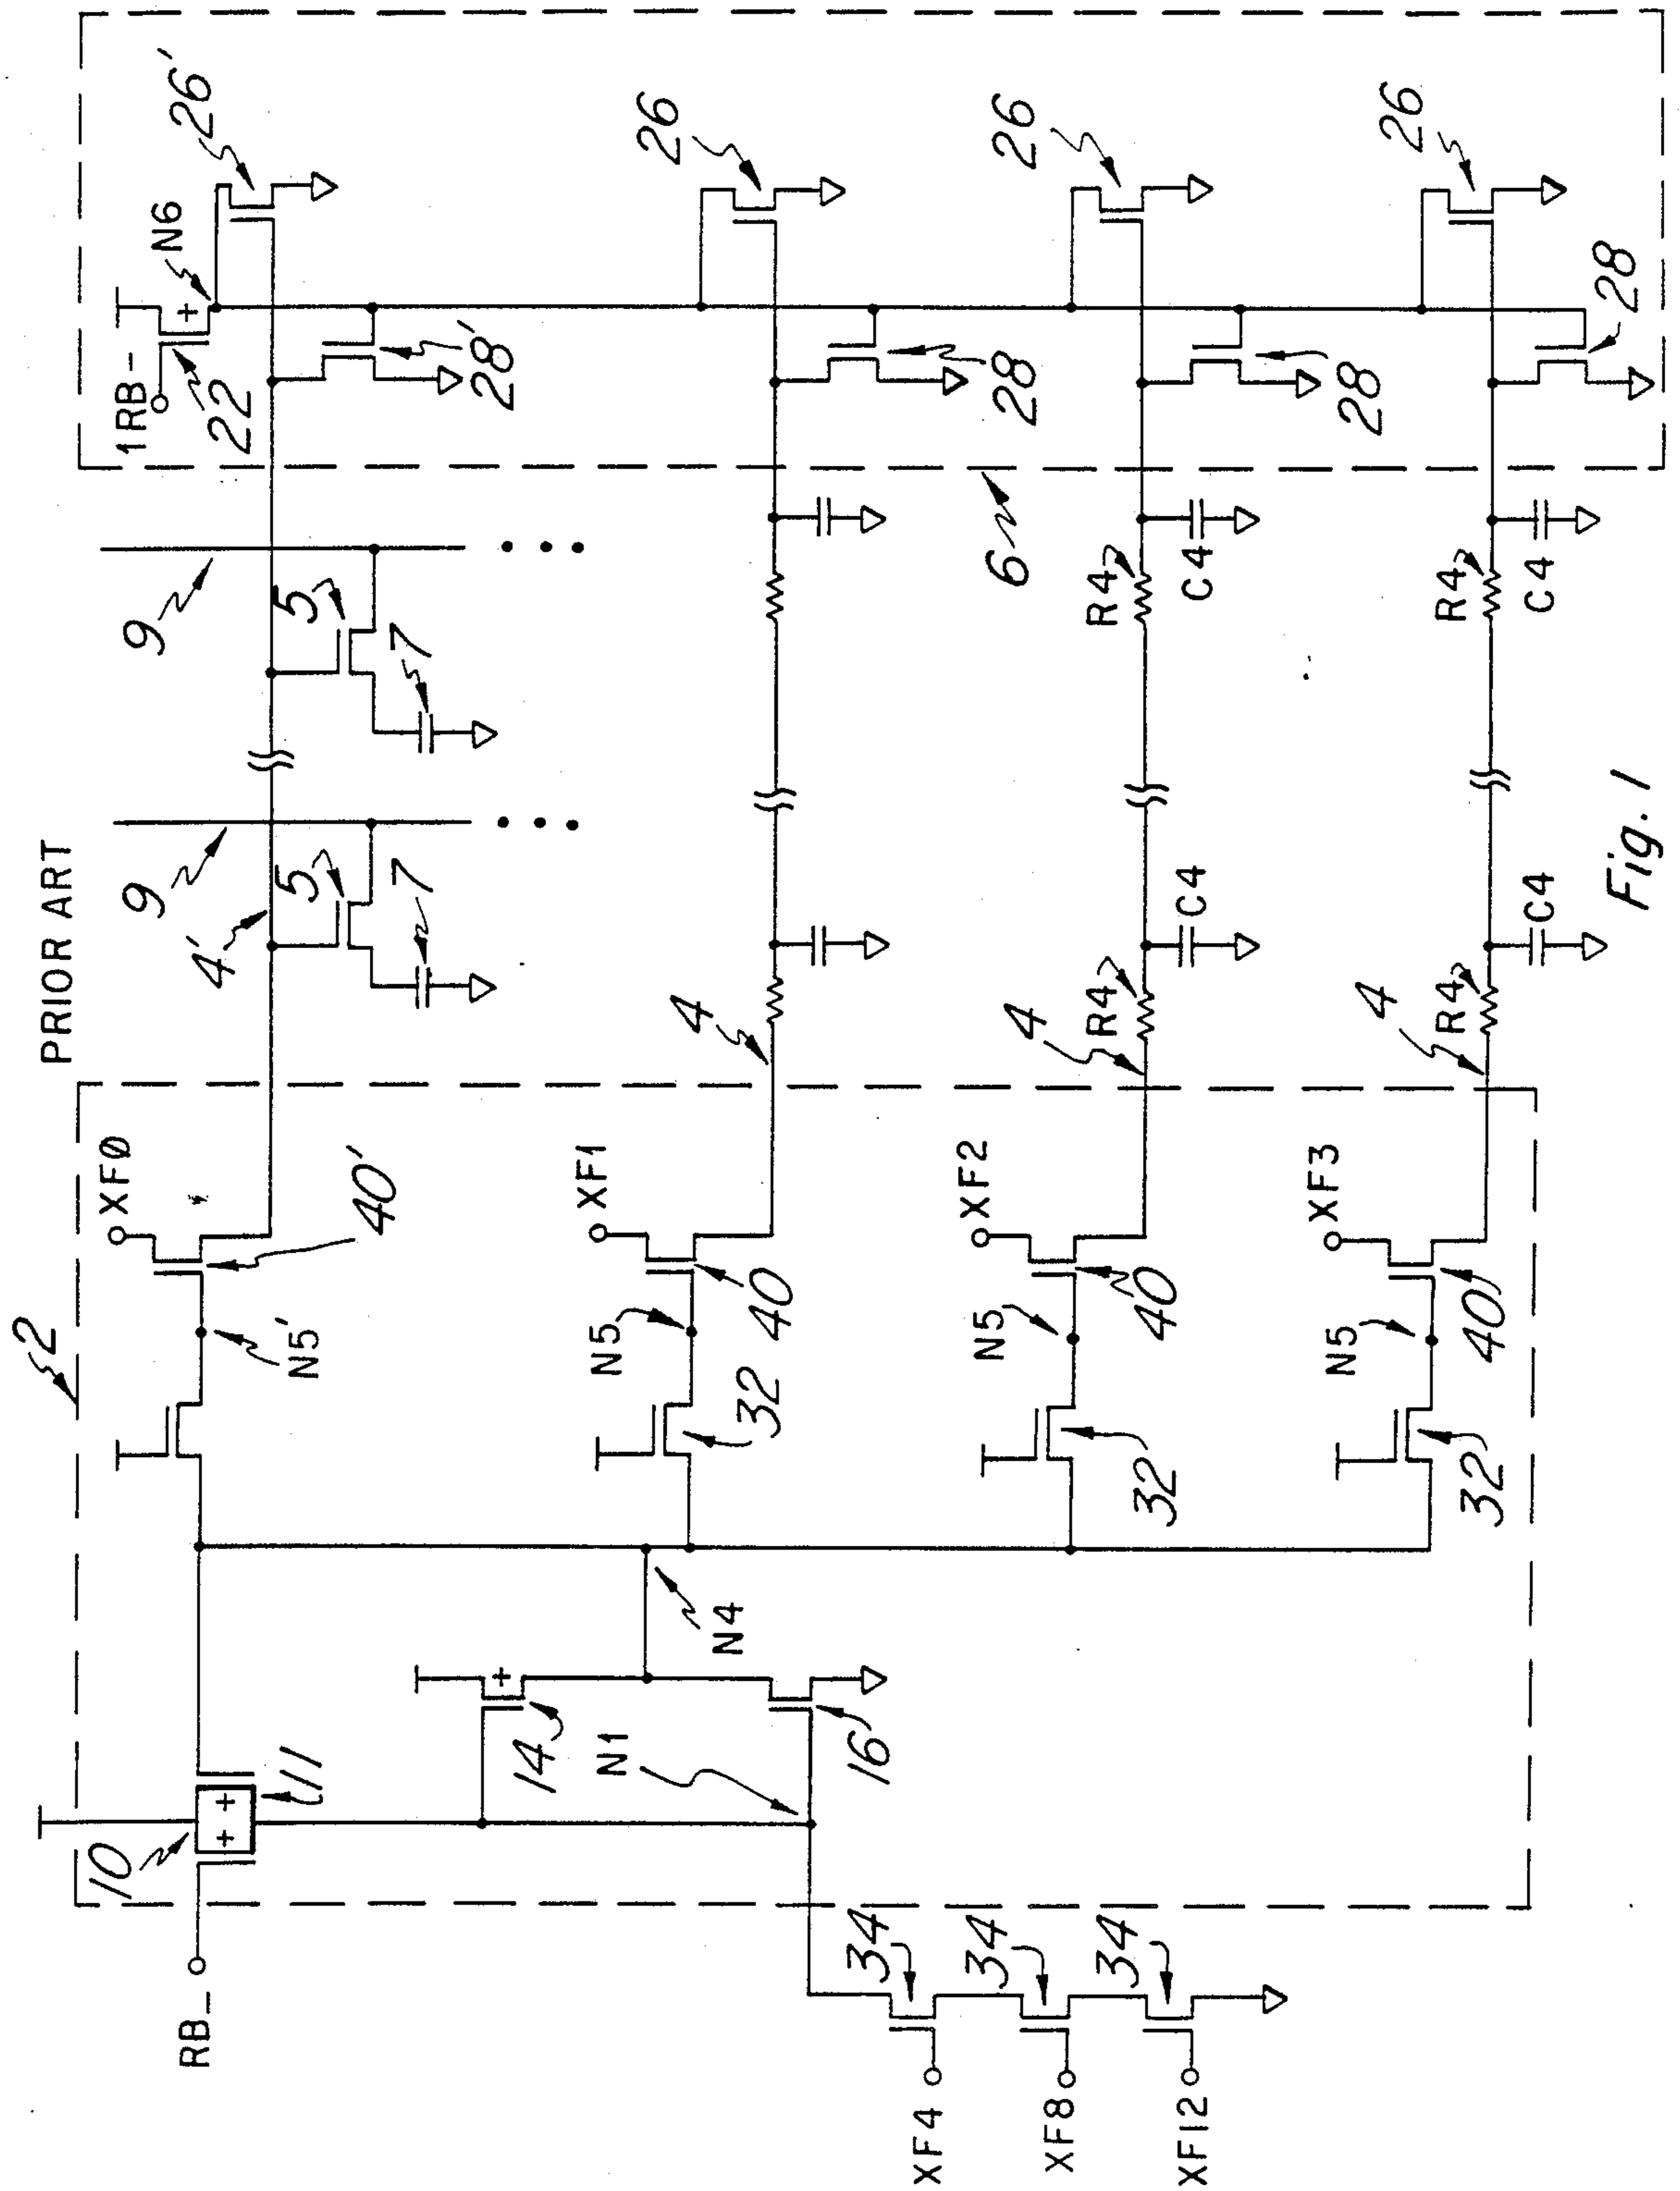 PRIOR ART
2
10
XFØ
9
9
1RB-
N6
26'
RB_
4'
22
11
N5'
5
5
40'
7
7
28'
14
XF1
N1
N5
4
26
N4
32
40
16
34
XF4
XF2
N5
34
4
6
28
26
XF8
R4
R4
34
32
40
C4
C4
XF12
XF3
N5
4
28
26
R4
R4
32
40
C4
C4
28
Fig. 1